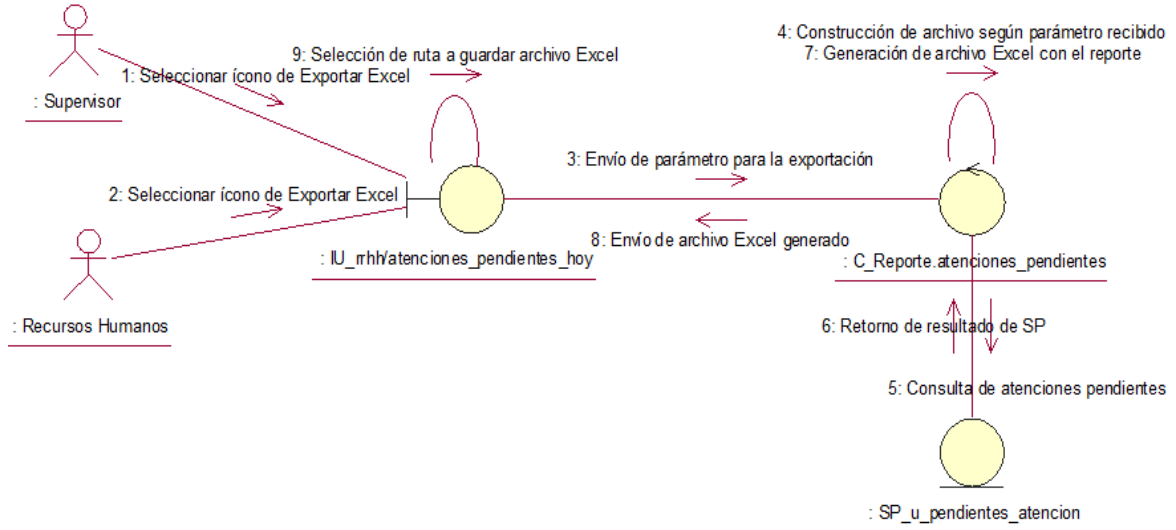 4: Construcción de archivo según parámetro recibido
9: Selección de ruta a guardar archivo Excel
7: Generación de archivo Excel con el reporte
1: Seleccionar ícono de Exportar Excel
: Supervisor
3: Envío de parámetro para la exportación
2: Seleccionar ícono de Exportar Excel
8: Envío de archivo Excel generado
: IU_rrhh/atenciones_pendientes_hoy
: C_Reporte.atenciones_pendientes
: Recursos Humanos
6: Retorno de resultado de SP
5: Consulta de atenciones pendientes
: SP_u_pendientes_atencion